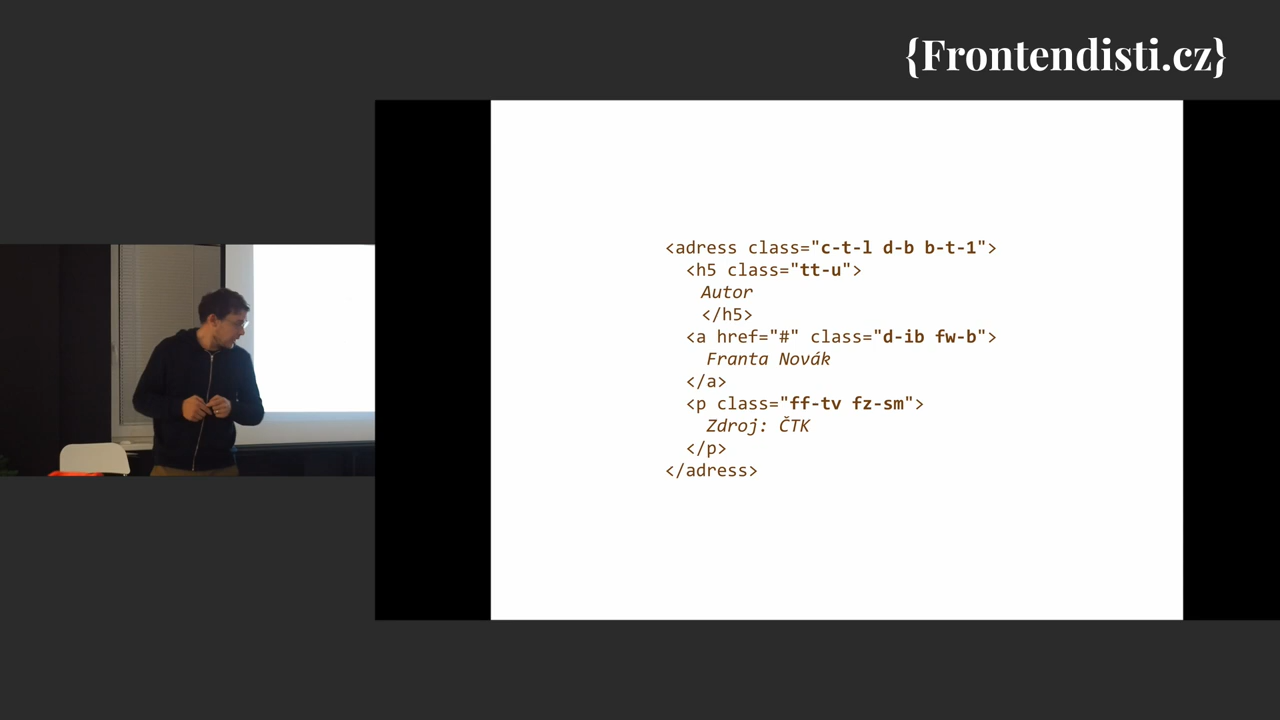 {Frontendisti.cz}
<adress class="c-t-l d-b b-t-1">
<h5 class="tt-u">
Autor
</h5>
<a href="#" class="d-ib fw-b">
Franta Novák
</a>
<p class="ff-tv fz-sm">
Zdroj: ČTK
</p>
</adress>